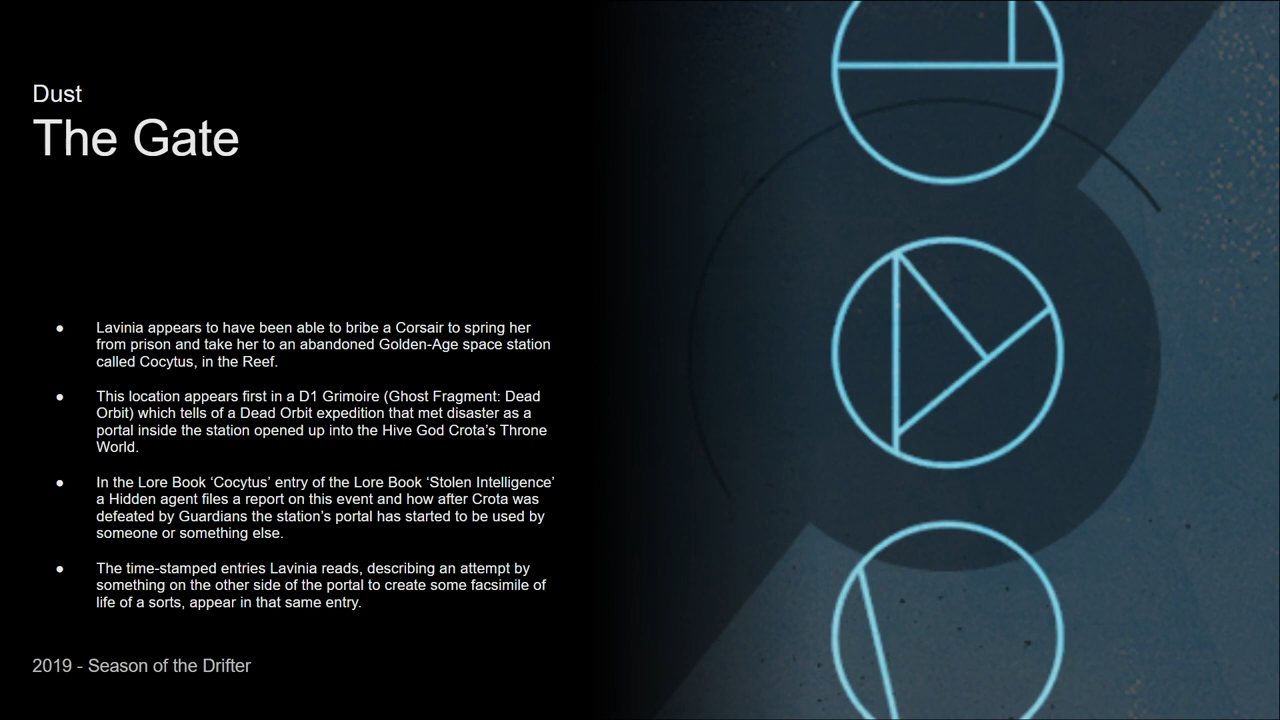 Dust
The Gate
● Lavinia appears to have been able to bribe a Corsair to spring her
from prison and take her to an abandoned Golden-Age space station
called Cocytus, in the Reef.
● This location appears first in a D1 Grimoire (Ghost Fragment: Dead
Orbit) which tells of a Dead Orbit expedition that met disaster as a
portal inside the station opened up into the Hive God Crota’s Throne
World.
● In the Lore Book ‘Cocytus’ entry of the Lore Book ‘Stolen Intelligence’
a Hidden agent files a report on this event and how after Crota was
defeated by Guardians the station’s portal has started to be used by
someone or something else.
● The time-stamped entries Lavinia reads, describing an attempt by
something on the other side of the portal to create some facsimile of
life of a sorts, appear in that same entry.
2019 - Season of the Drifter